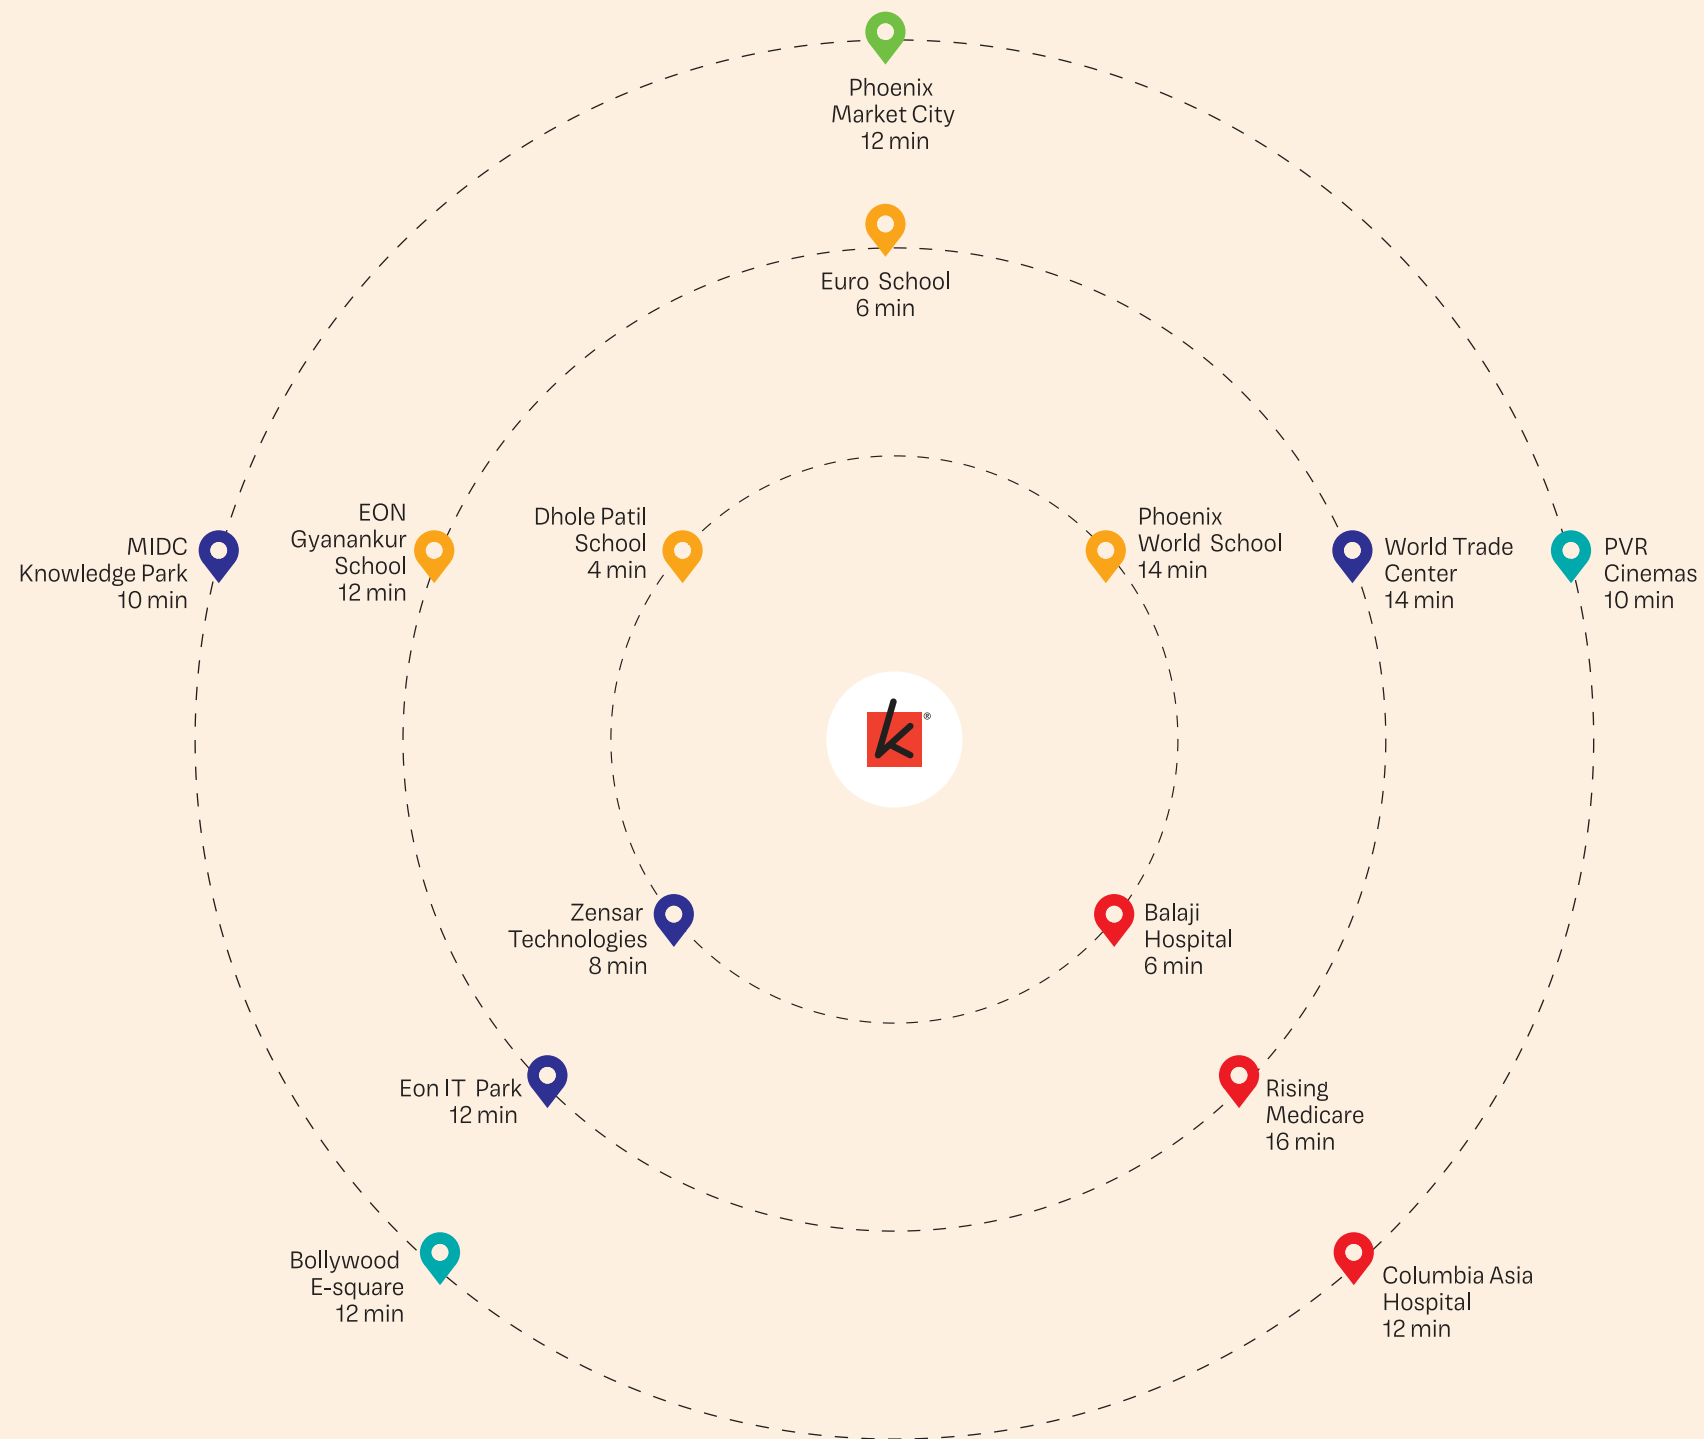 Phoenix
Market City
12 min
Euro School
6 min
MIDC
Knowledge Park
10 min
EON
Gyanankur
School
12 min
Dhole Patil
School
4 min
Phoenix
World School
14 min
World Trade
Center
14 min
PVR
Cinemas
10 min
k®
Zensar
Technologies
8 min
Balaji
Hospital
6 min
Eon IT Park
12 min
Rising
Medicare
16 min
Bollywood
E-square
12 min
Columbia Asia
Hospital
12 min